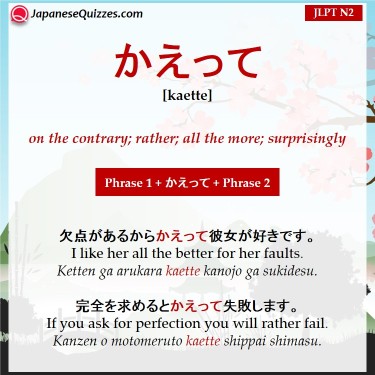 JapaneseQuizzes.com
JLPT N2
かえって
[kaette]
on the contrary; rather; all the more; surprisingly
Phrase 1 + かえって + Phrase 2
欠点があるからかえって彼女が好きです。
I like her all the better for her faults.
Ketten ga arukara kaette kanojo ga sukidesu.
完全を求めるとかえって失敗します。
If you ask for perfection you will rather fail.
Kanzen o motomeruto kaette shippai shimasu.